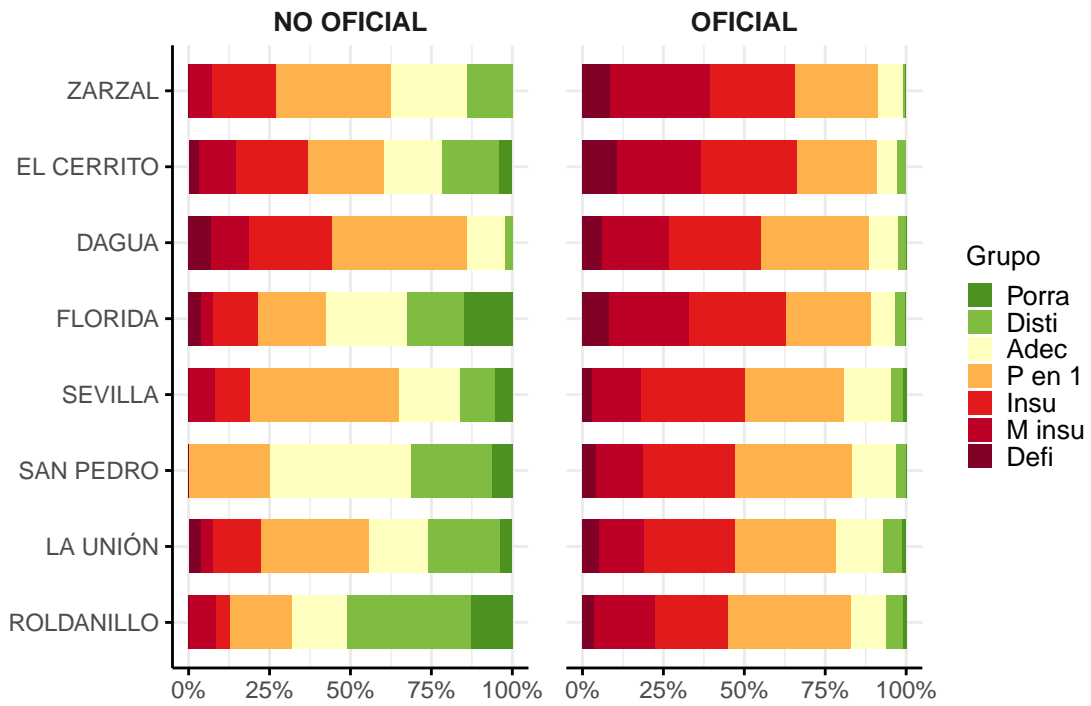 NO OFICIAL
OFICIAL
ZARZAL
EL CERRITO
DAGUA
FLORIDA
SEVILLA
SAN PEDRO
LA UNIÓN
ROLDANILLO
0% 25% 50% 75% 100%
0% 25% 50% 75% 100%
Grupo
Porra
Disti
Adec
P en 1
Insu
M insu
Defi